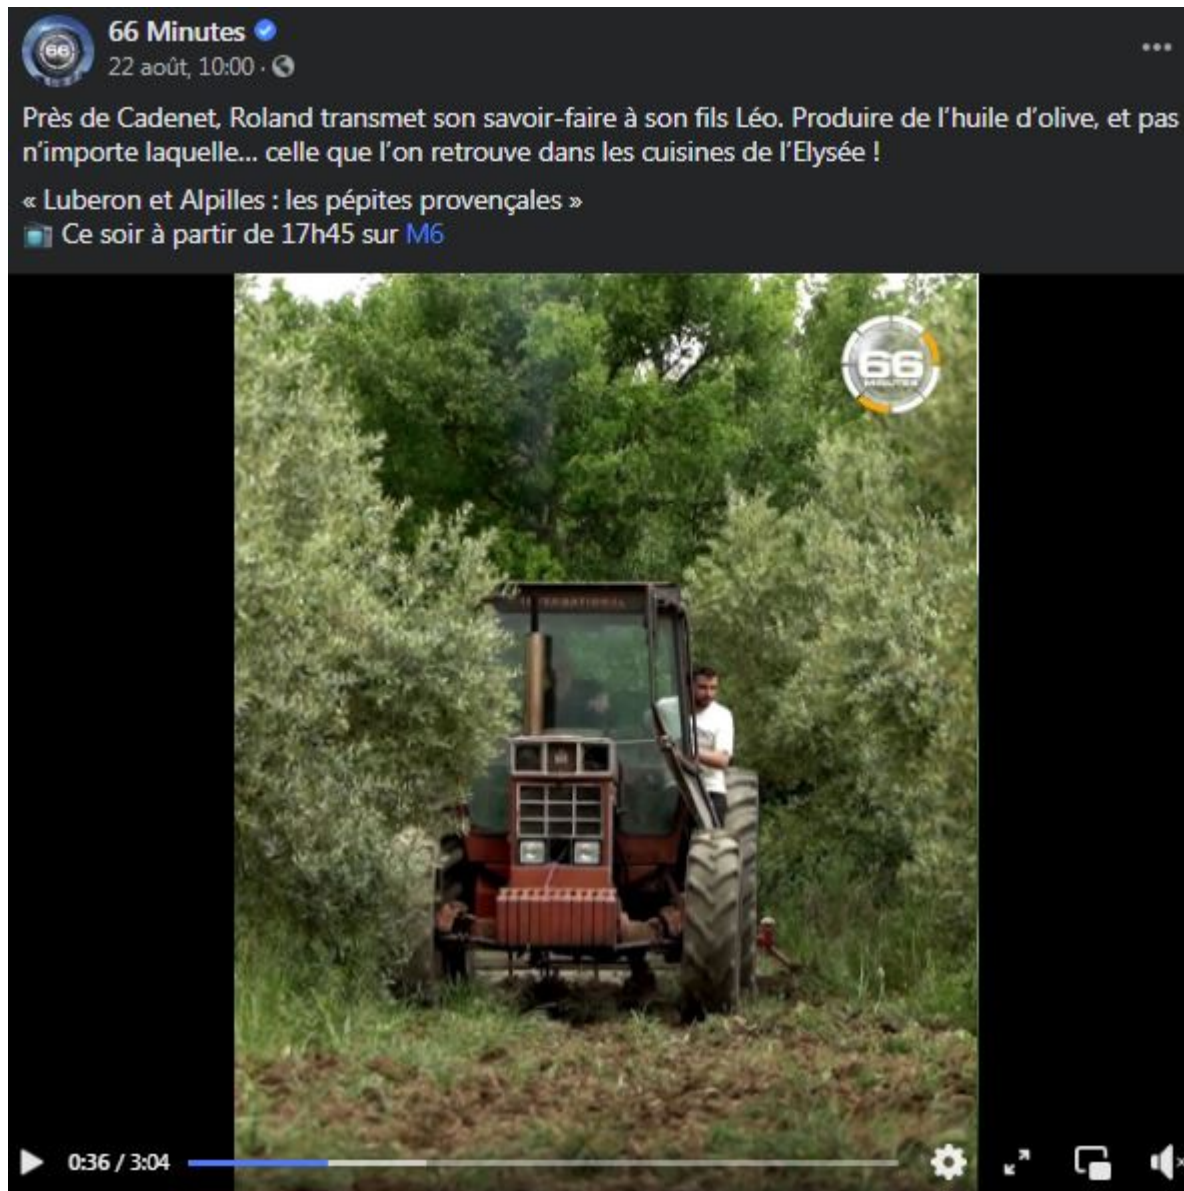 66 Minutes
22 août, 10:00 ·
Près de Cadenet, Roland transmet son savoir-faire à son fils Léo. Produire de l'huile d'olive, et pas
n'importe laquelle... celle que l'on retrouve dans les cuisines de l'Elysée !
« Luberon et Alpilles : les pépites provençales »
Ce soir à partir de 17h45 sur M6
66
MINUTES
INTERNATIONAL
0:36 / 3:04